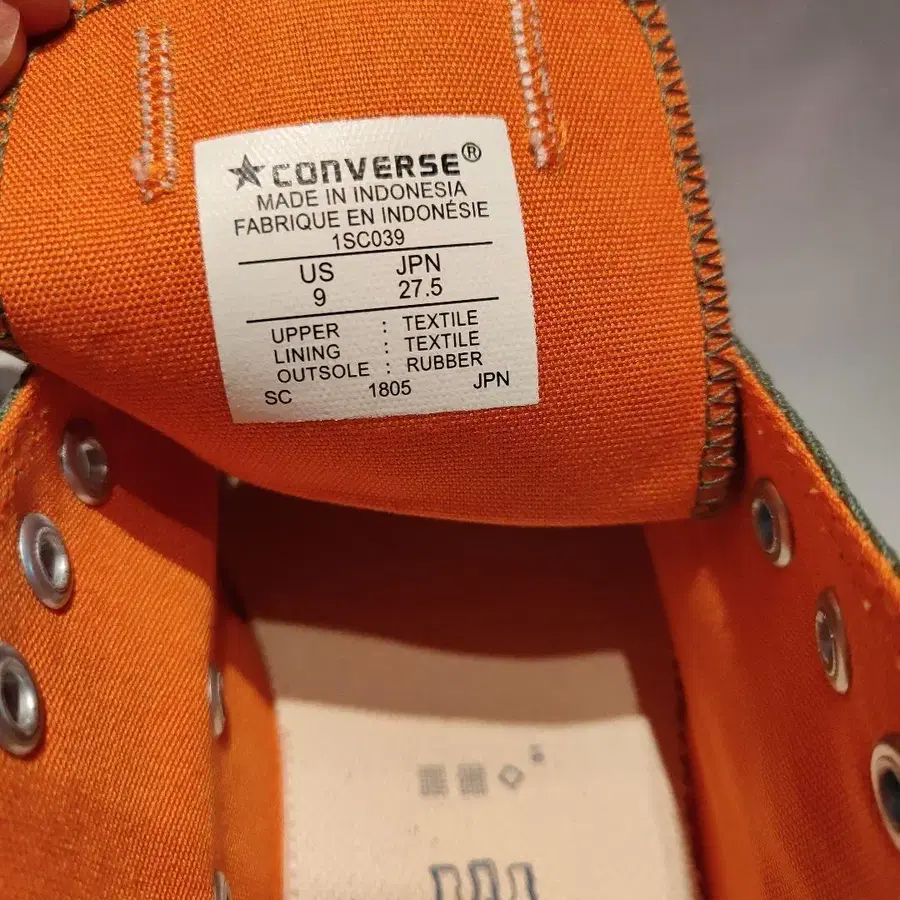 ★CONVERSE®
MADE IN INDONESIA
FABRIQUE EN INDONÉSIE
1SC039
US JPN
9 27.5
UPPER : TEXTILE
LINING : TEXTILE
OUTSOLE : RUBBER
SC 1805 JPN